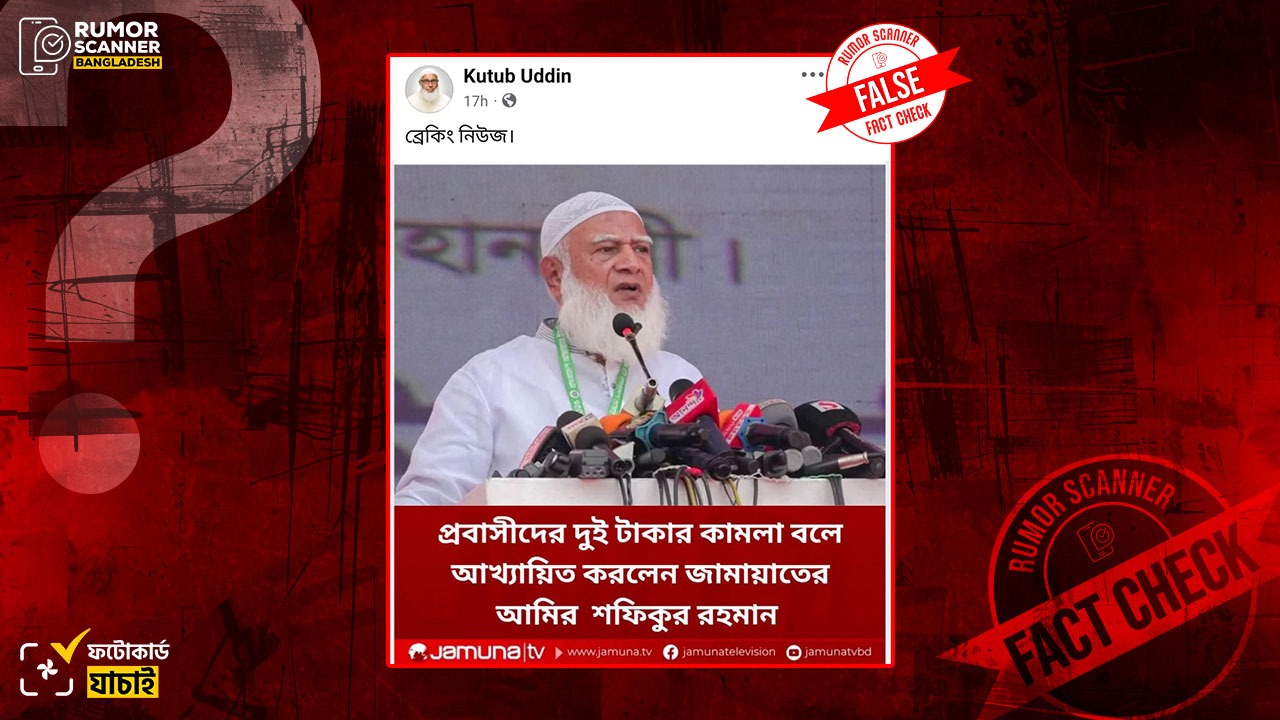 RUMOR
SCANNER
BANGLADESH
Kutub Uddin
17h
ব্রেকিং নিউজ।
RUMOR SCANNER
FALSE
FACT CHECK
হান
ী ।
প্রবাসীদের দুই টাকার কামলা বলে
আখ্যায়িত করলেন জামায়াতের
আমির শফিকুর রহমান
Jamuna|tv
www.jamuna.tv
jamunatelevision
jamunatvbd
ফটোকার্ড
যাচাই
RUMOR SCANNER
FACT CHECK